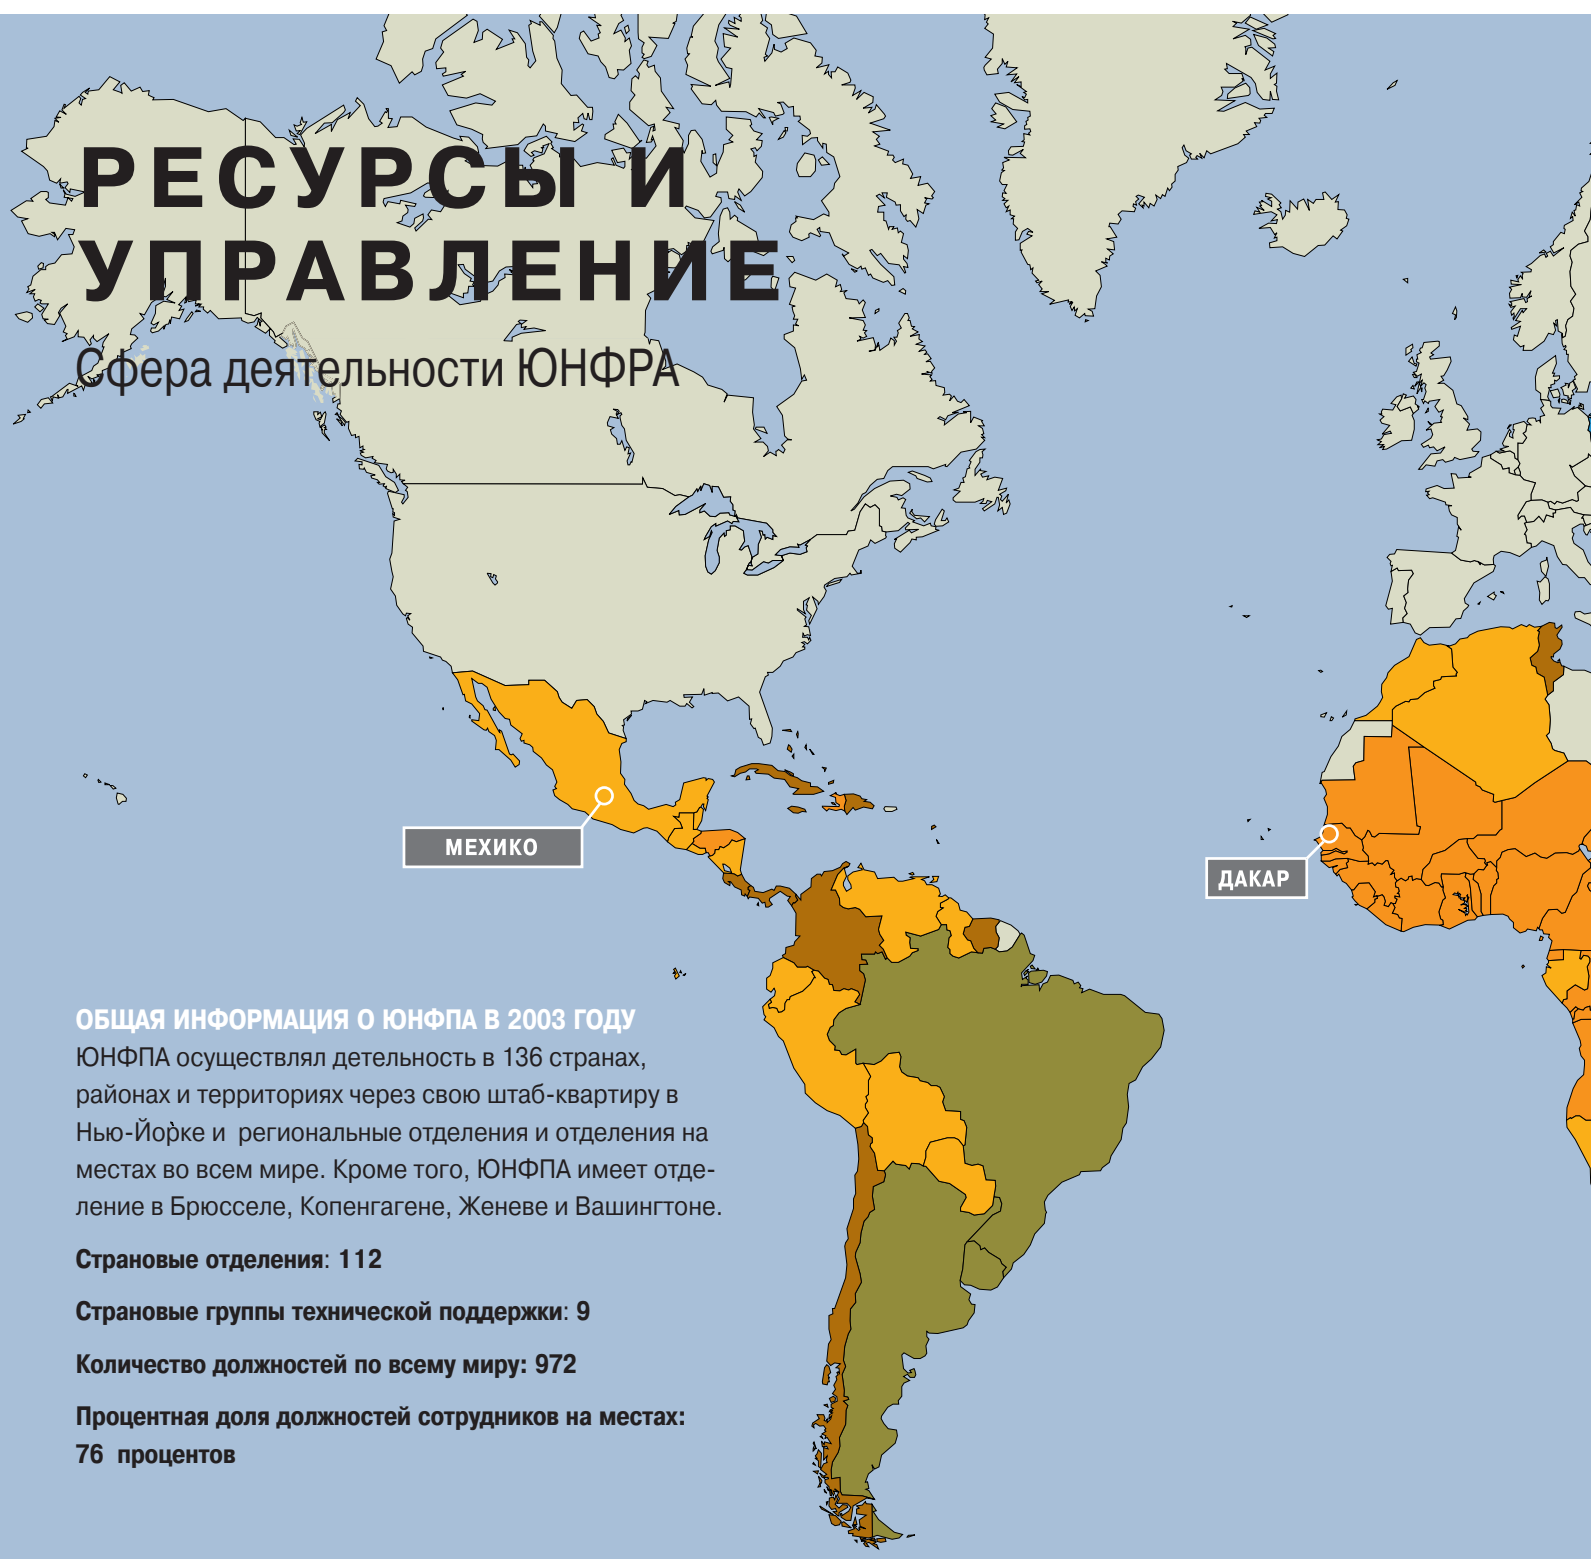 РЕСУРСЫ И
УПРАВЛЕНИЕ
Сфера деятельности ЮНФРА
МЕХИКО
ДАКАР
ОБЩАЯ ИНФОРМАЦИЯ О ЮНФПА В 2003 ГОДУ
ЮНФПА осуществлял детельность в 136 странах,
районах и территориях через свою штаб-квартиру в
Нью-Йорке и региональные отделения и отделения на
местах во всем мире. Кроме того, ЮНФПА имеет отде-
ление в Брюсселе, Копенгагене, Женеве и Вашингтоне.
Страновые отделения: 112
Страновые группы технической поддержки: 9
Количество должностей по всему миру: 972
Процентная доля должностей сотрудников на местах:
76 процентов